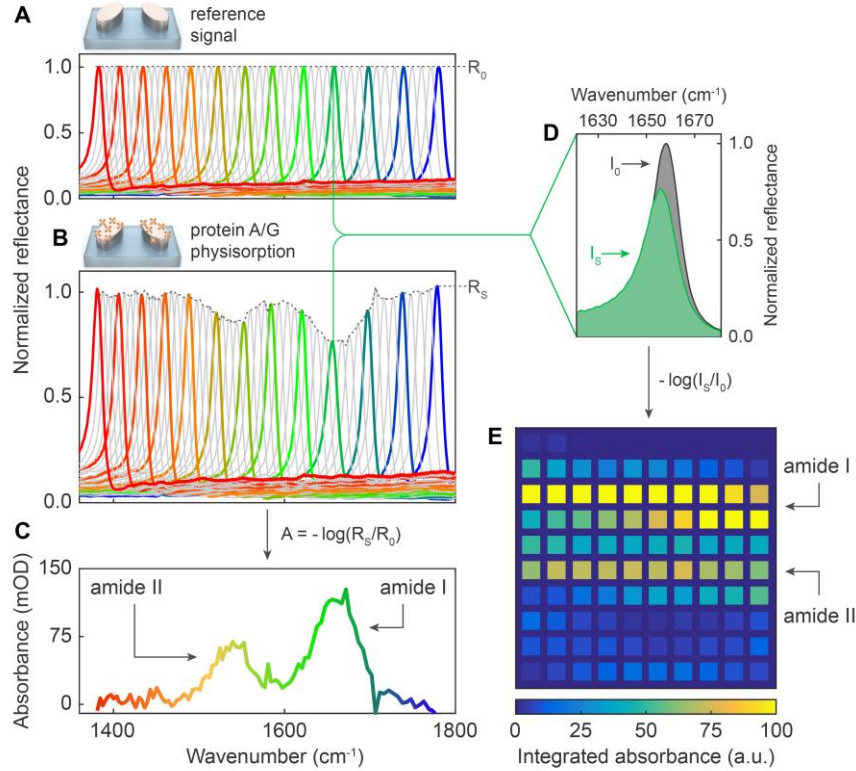 A
reference
signal
Normalized reflectance
1.0
0.5
0.0
R₀
B
protein A/G
physisorption
Normalized reflectance
1.0
0.5
0.0
Rₛ
A = - log(Rₛ/R₀)
C
Absorbance (mOD)
150
75
0
amide II
amide I
1400
1600
1800
Wavenumber (cm⁻¹)
Wavenumber (cm⁻¹)
D
1630
1650
1670
I₀
Iₛ
1.0
0.5
0.0
Normalized reflectance
- log(Iₛ/I₀)
E
amide I
amide II
0
25
50
75
100
Integrated absorbance (a.u.)